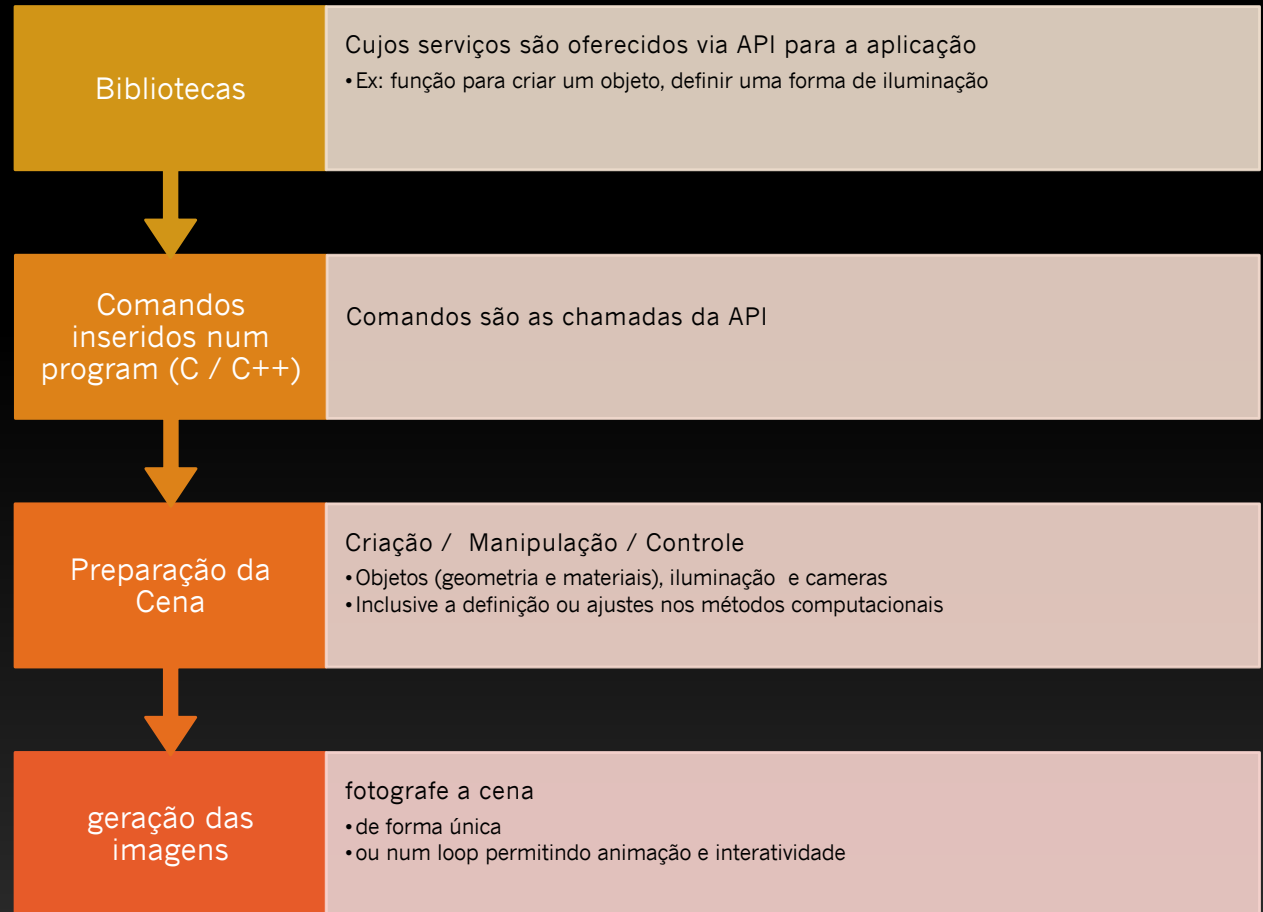 Bibliotecas
Cujos serviços são oferecidos via API para a aplicação
•Ex: função para criar um objeto, definir uma forma de iluminação
Comandos
inseridos num
program (C / C++)
Comandos são as chamadas da API
Preparação da
Cena
Criação / Manipulação / Controle
•Objetos (geometria e materiais), iluminação e cameras
•Inclusive a definição ou ajustes nos métodos computacionais
geração das
imagens
fotografe a cena
•de forma única
•ou num loop permitindo animação e interatividade